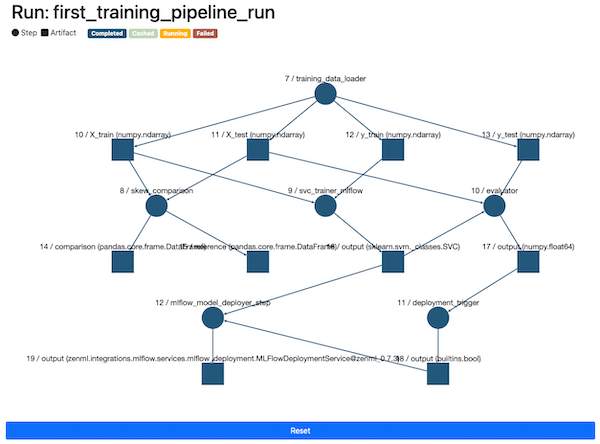 Run: first_training_pipeline_run
Step Artifact Completed Cached Running Failed
7 / training_data_loader
10 / X_train (numpy.ndarray) 11 / X_test (numpy.ndarray) 12 / y_train (numpy.ndarray) 13 / y_test (numpy.ndarray)
8 / skew_comparison 9 / svc_trainer_mlflow 10 / evaluator
14 / comparison (pandas.core.frame.DataFrame) (pandas.core.frame.DataFrame) output (sklearn.svm._classes.SVC) 17 / output (numpy.float64)
12 / mlflow_model_deployer_step 11 / deployment_trigger
19 / output (zenml.integrations.mlflow.services.mlflow_deployment.MLFlowDeploymentService@zenml_0.7.3) 18 / output (builtins.bool)
Reset